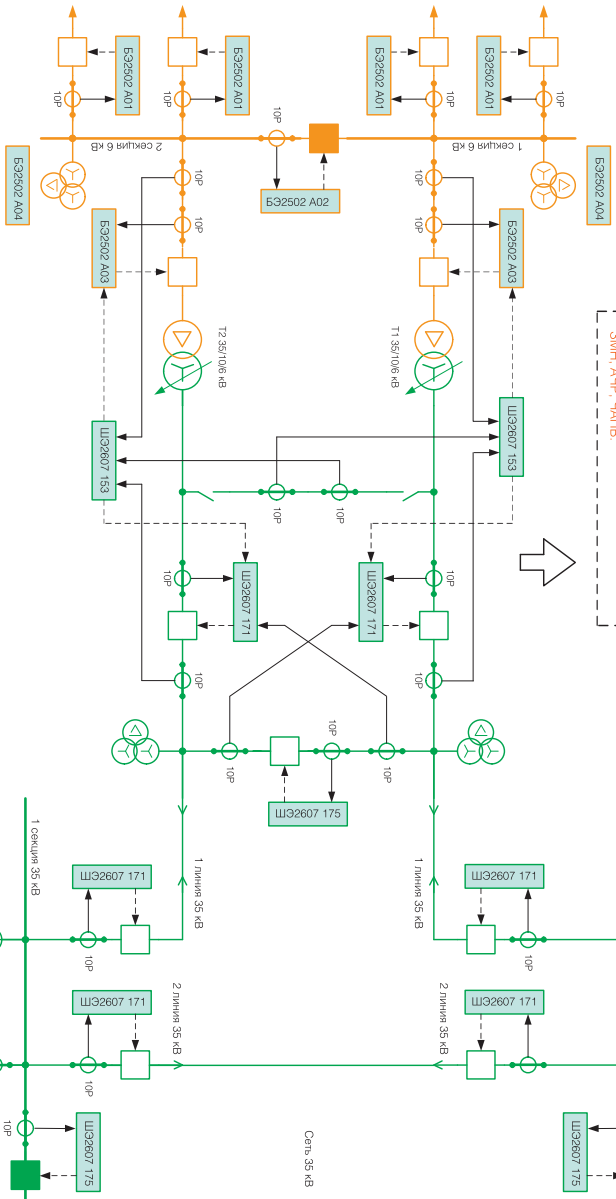 БЭ2502 А01
БЭ2502 А01
БЭ2502 А01
БЭ2502 А01
10Р
10Р
10Р
10Р
10Р
2 секция 6 кВ
1 секция 6 кВ
БЭ2502 А04
БЭ2502 А02
БЭ2502 А04
10Р
10Р
10Р
10Р
БЭ2502 А03
БЭ2502 А03
Т2 35/10/6 кВ
Т1 35/10/6 кВ
ШЭ2607 153
ШЭ2607 153
10Р
10Р
10Р
ШЭ2607 171
ШЭ2607 171
10Р
10Р
10Р
10Р
10Р
10Р
ШЭ2607 175
1 секция 35 кВ
ШЭ2607 171
1 линия 35 кВ
1 линия 35 кВ
ШЭ2607 171
10Р
10Р
ШЭ2607 171
2 линия 35 кВ
2 линия 35 кВ
ШЭ2607 171
10Р
10Р
10Р
ШЭ2607 175
Сеть 35 кВ
ШЭ2607 175